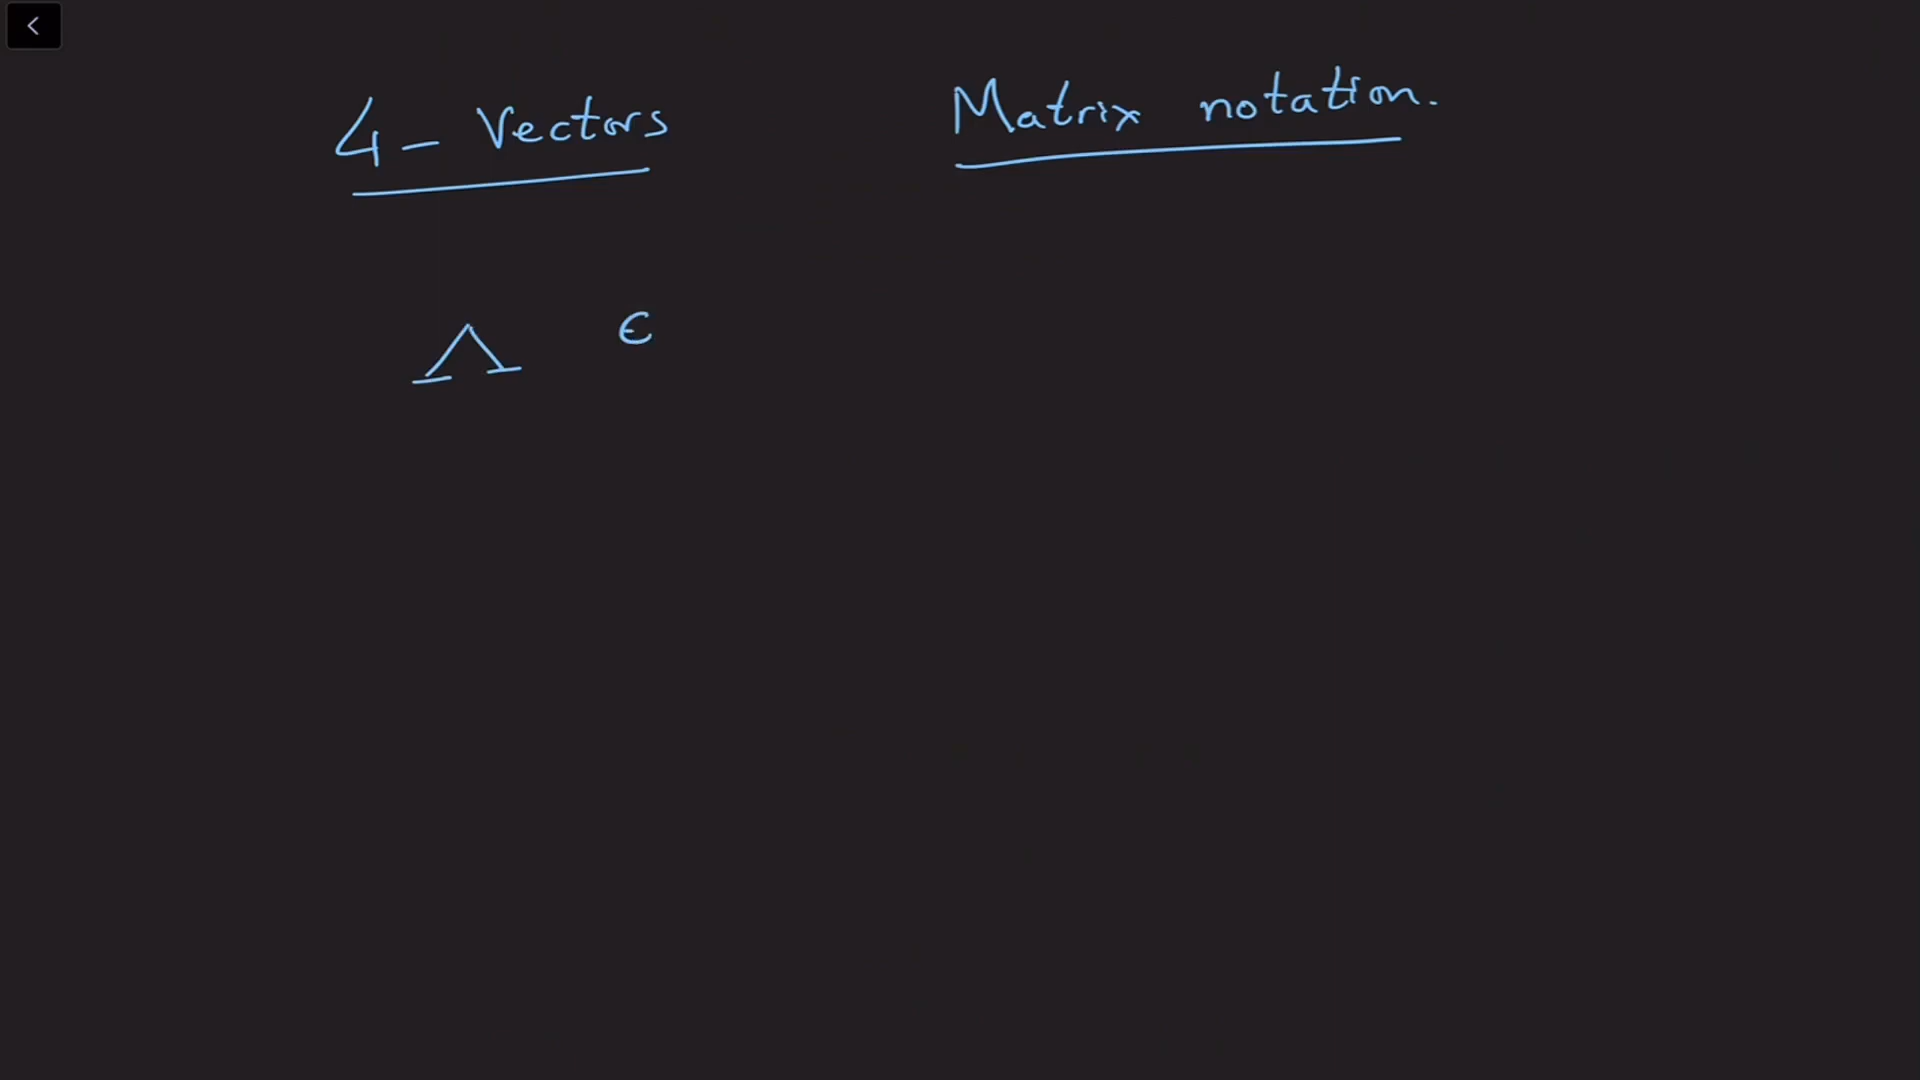 4 - Vectors
Matrix notation.
Λ ∈